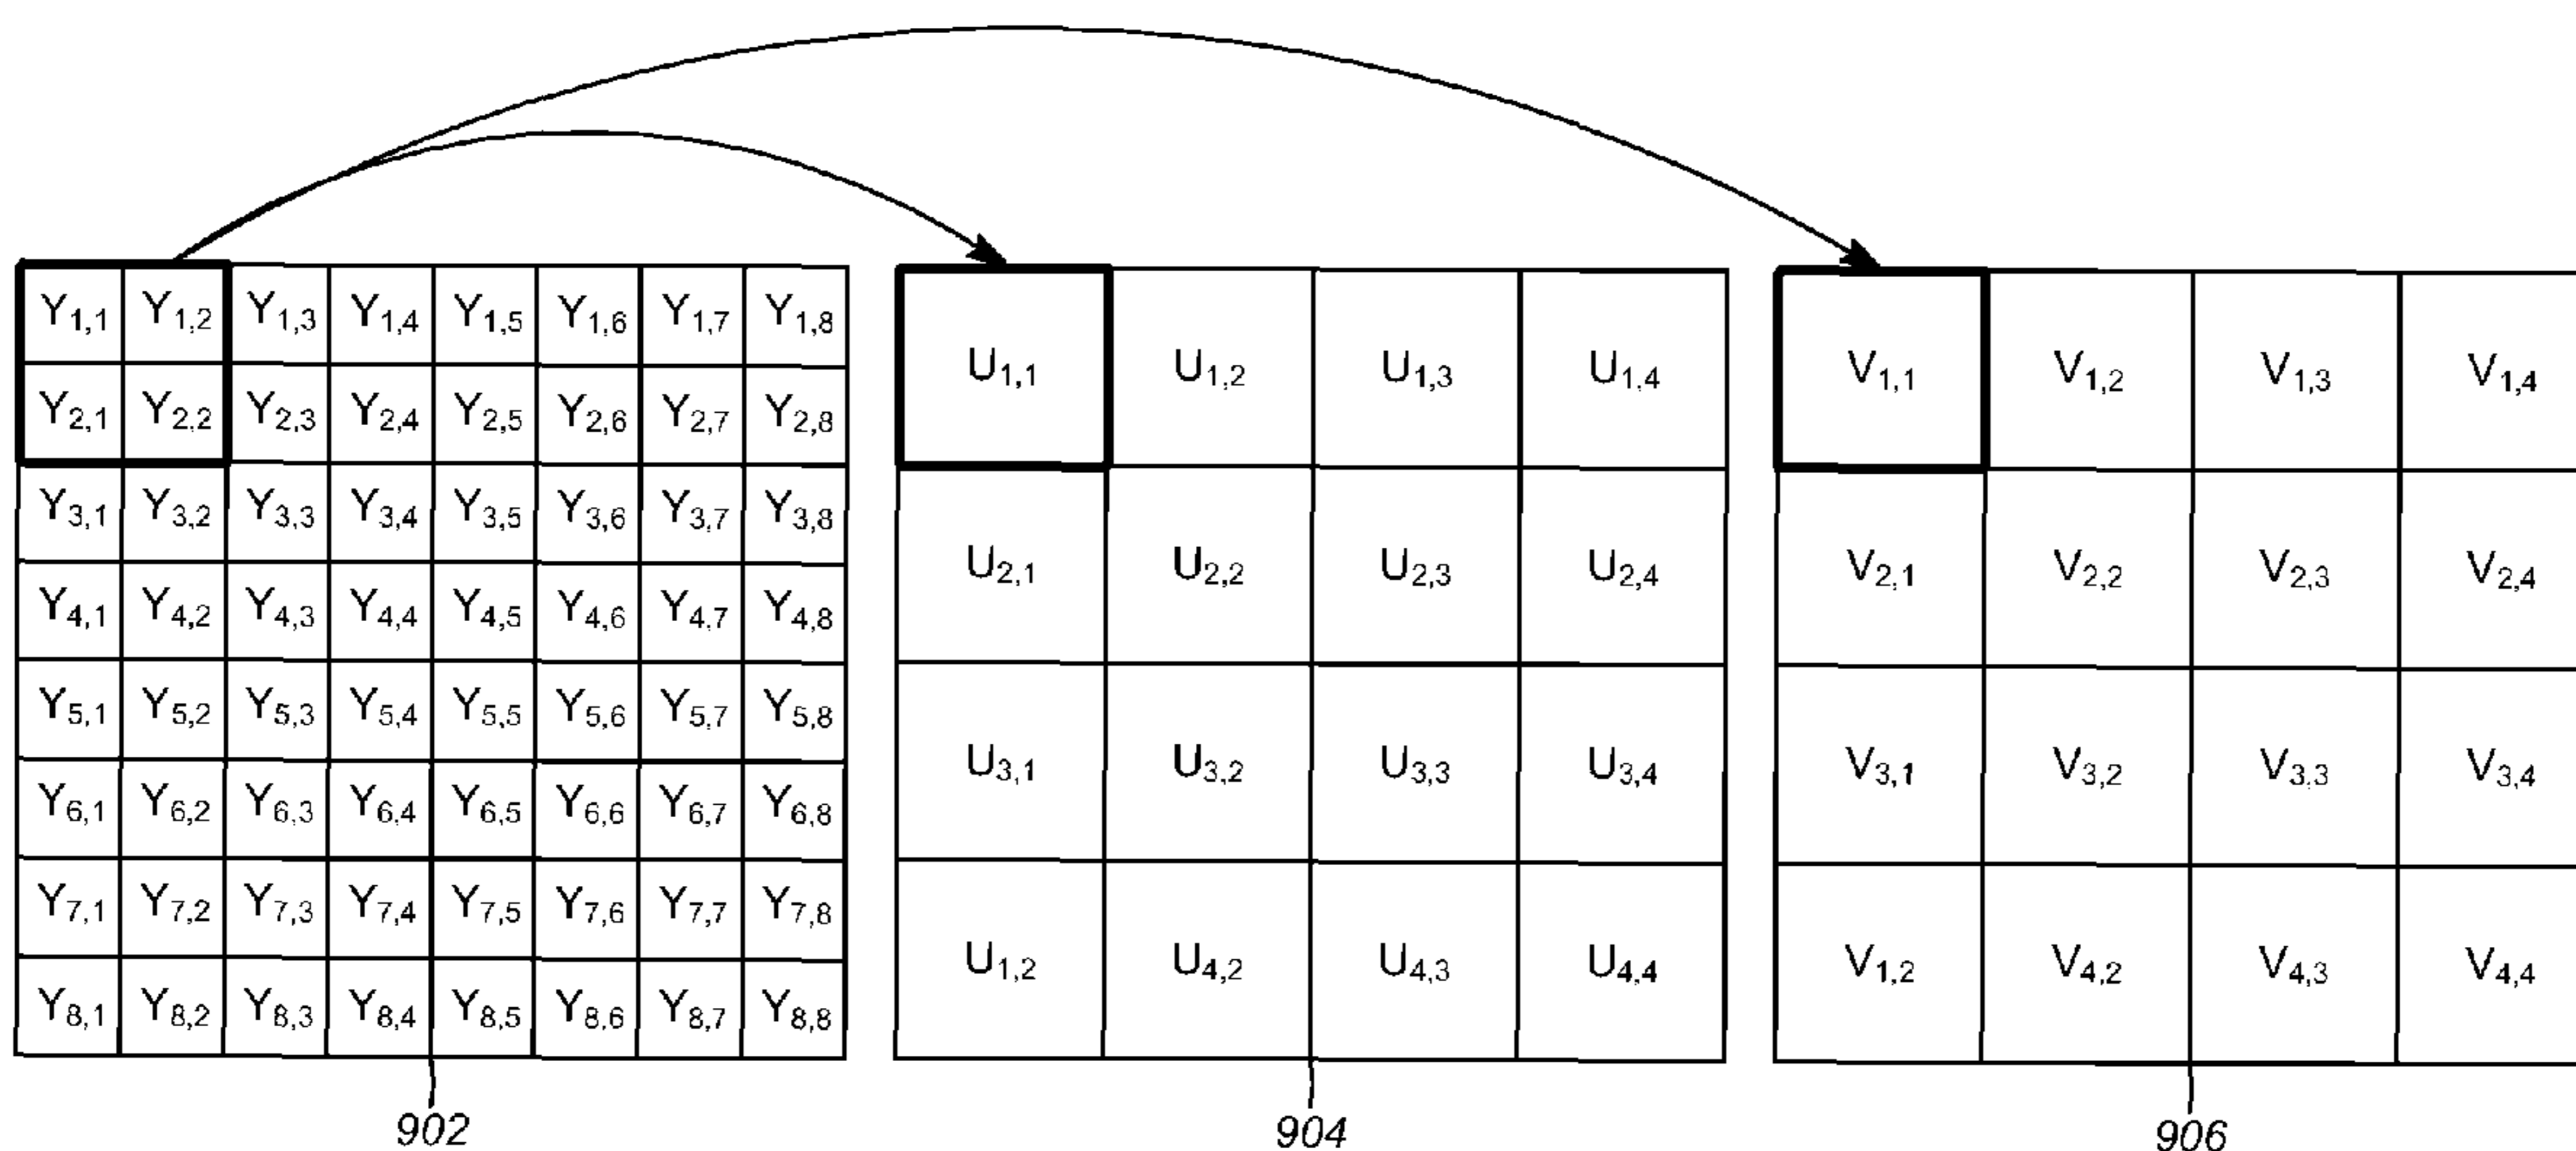 Y1,1 Y1,2 Y1,3 Y1,4 Y1,5 Y1,6 Y1,7 Y1,8
Y2,1 Y2,2 Y2,3 Y2,4 Y2,5 Y2,6 Y2,7 Y2,8
Y3,1 Y3,2 Y3,3 Y3,4 Y3,5 Y3,6 Y3,7 Y3,8
Y4,1 Y4,2 Y4,3 Y4,4 Y4,5 Y4,6 Y4,7 Y4,8
Y5,1 Y5,2 Y5,3 Y5,4 Y5,5 Y5,6 Y5,7 Y5,8
Y6,1 Y6,2 Y6,3 Y6,4 Y6,5 Y6,6 Y6,7 Y6,8
Y7,1 Y7,2 Y7,3 Y7,4 Y7,5 Y7,6 Y7,7 Y7,8
Y8,1 Y8,2 Y8,3 Y8,4 Y8,5 Y8,6 Y8,7 Y8,8
902
U1,1 U1,2 U1,3 U1,4
U2,1 U2,2 U2,3 U2,4
U3,1 U3,2 U3,3 U3,4
U1,2 U4,2 U4,3 U4,4
904
V1,1 V1,2 V1,3 V1,4
V2,1 V2,2 V2,3 V2,4
V3,1 V3,2 V3,3 V3,4
V1,2 V4,2 V4,3 V4,4
906